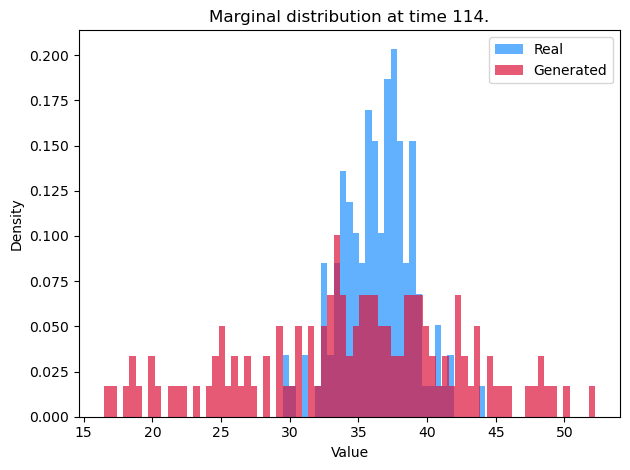 Marginal distribution at time 114.
Real
Generated
0.200
0.175
0.150
0.125
0.100
0.075
0.050
0.025
0.000
Density
15 20 25 30 35 40 45 50
Value